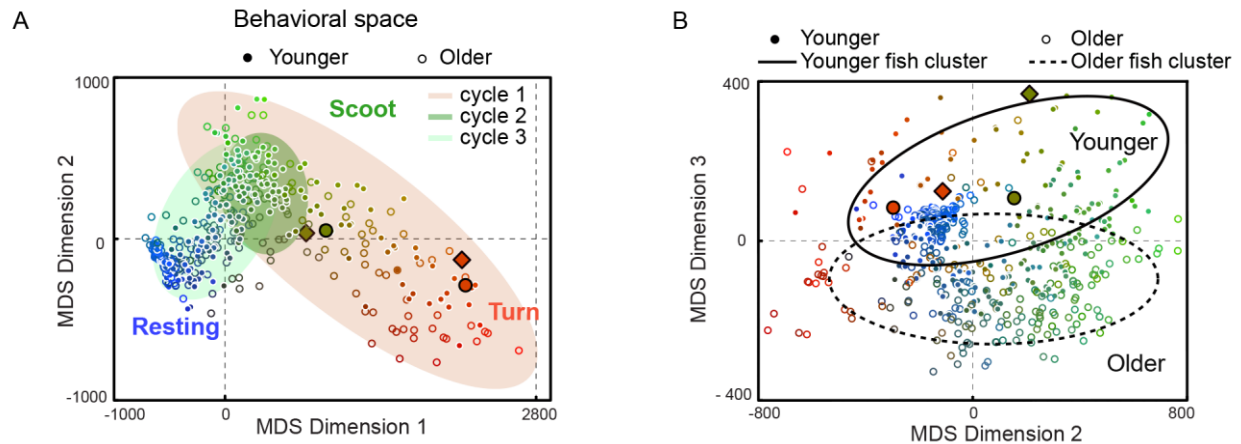 A
Behavioral space
Younger
Older
1000
Scoot
cycle 1
cycle 2
cycle 3
MDS Dimension 2
0
Resting
Turn
-1000
-1000
0
2800
MDS Dimension 1
B
Younger
Older
Younger fish cluster
Older fish cluster
400
Younger
MDS Dimension 3
0
Older
- 400
-800
0
800
MDS Dimension 2